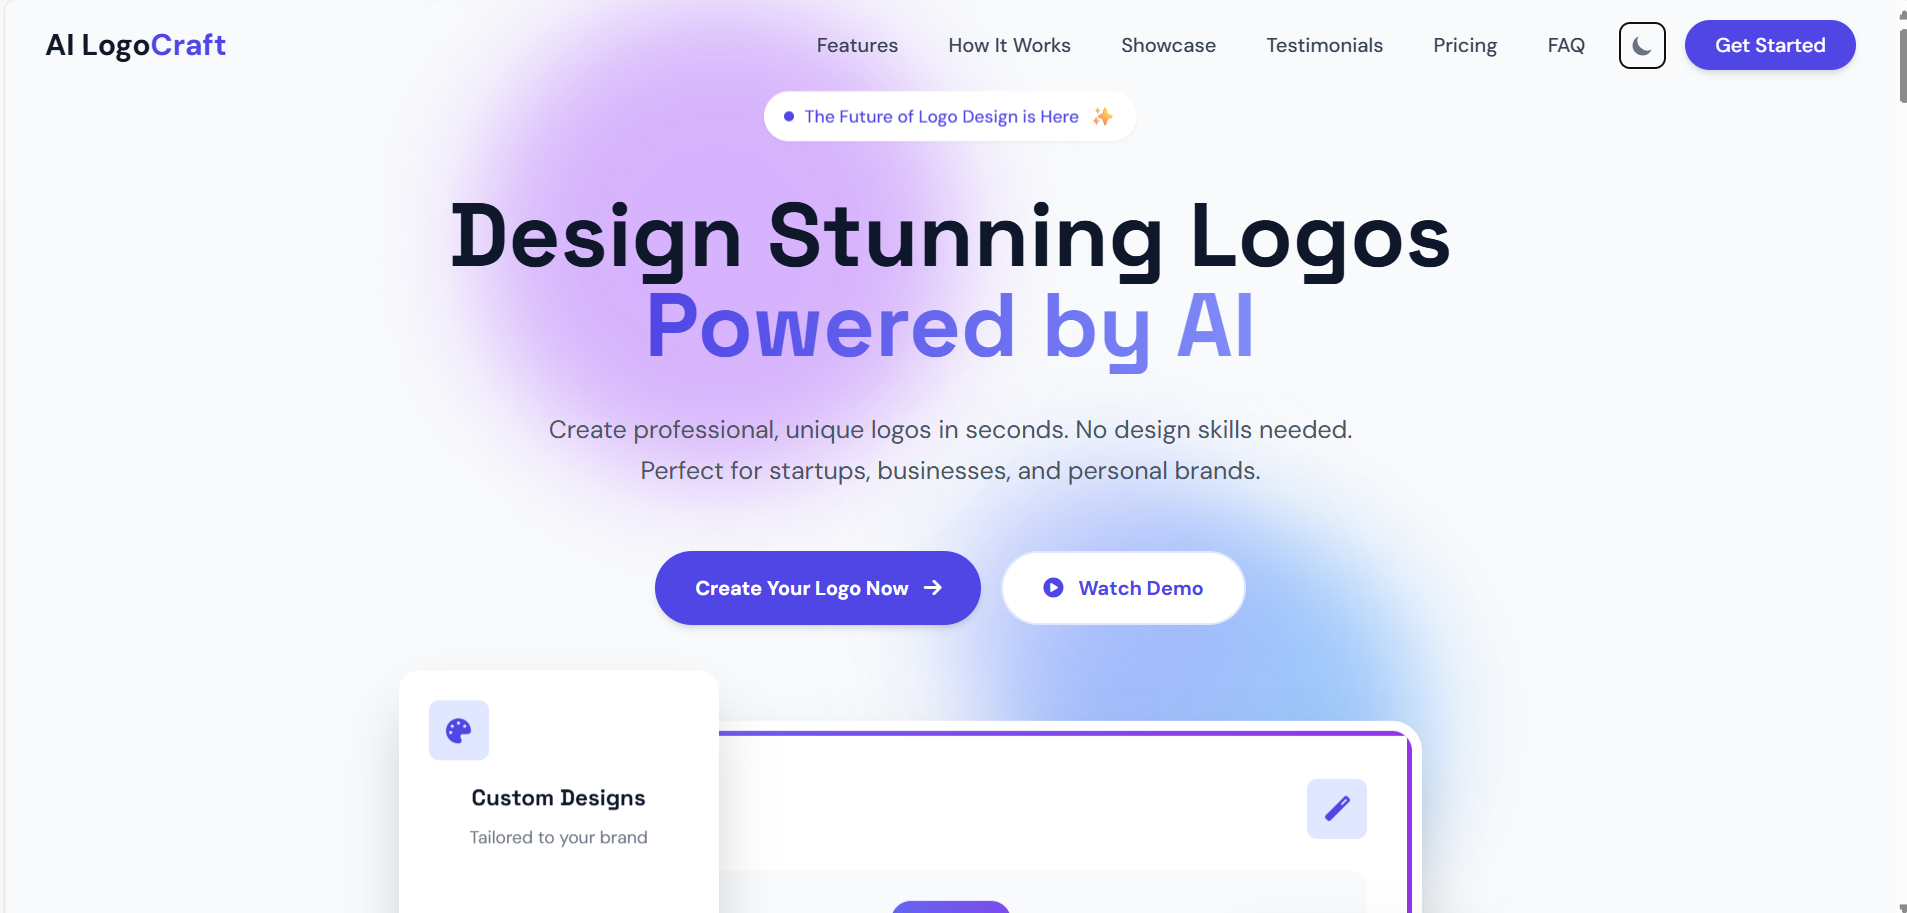 AI LogoCraft
Features
How It Works
Showcase
Testimonials
Pricing
FAQ
Get Started
The Future of Logo Design is Here ✨
Design Stunning Logos
Powered by AI
Create professional, unique logos in seconds. No design skills needed.
Perfect for startups, businesses, and personal brands.
Create Your Logo Now
Watch Demo
Custom Designs
Tailored to your brand